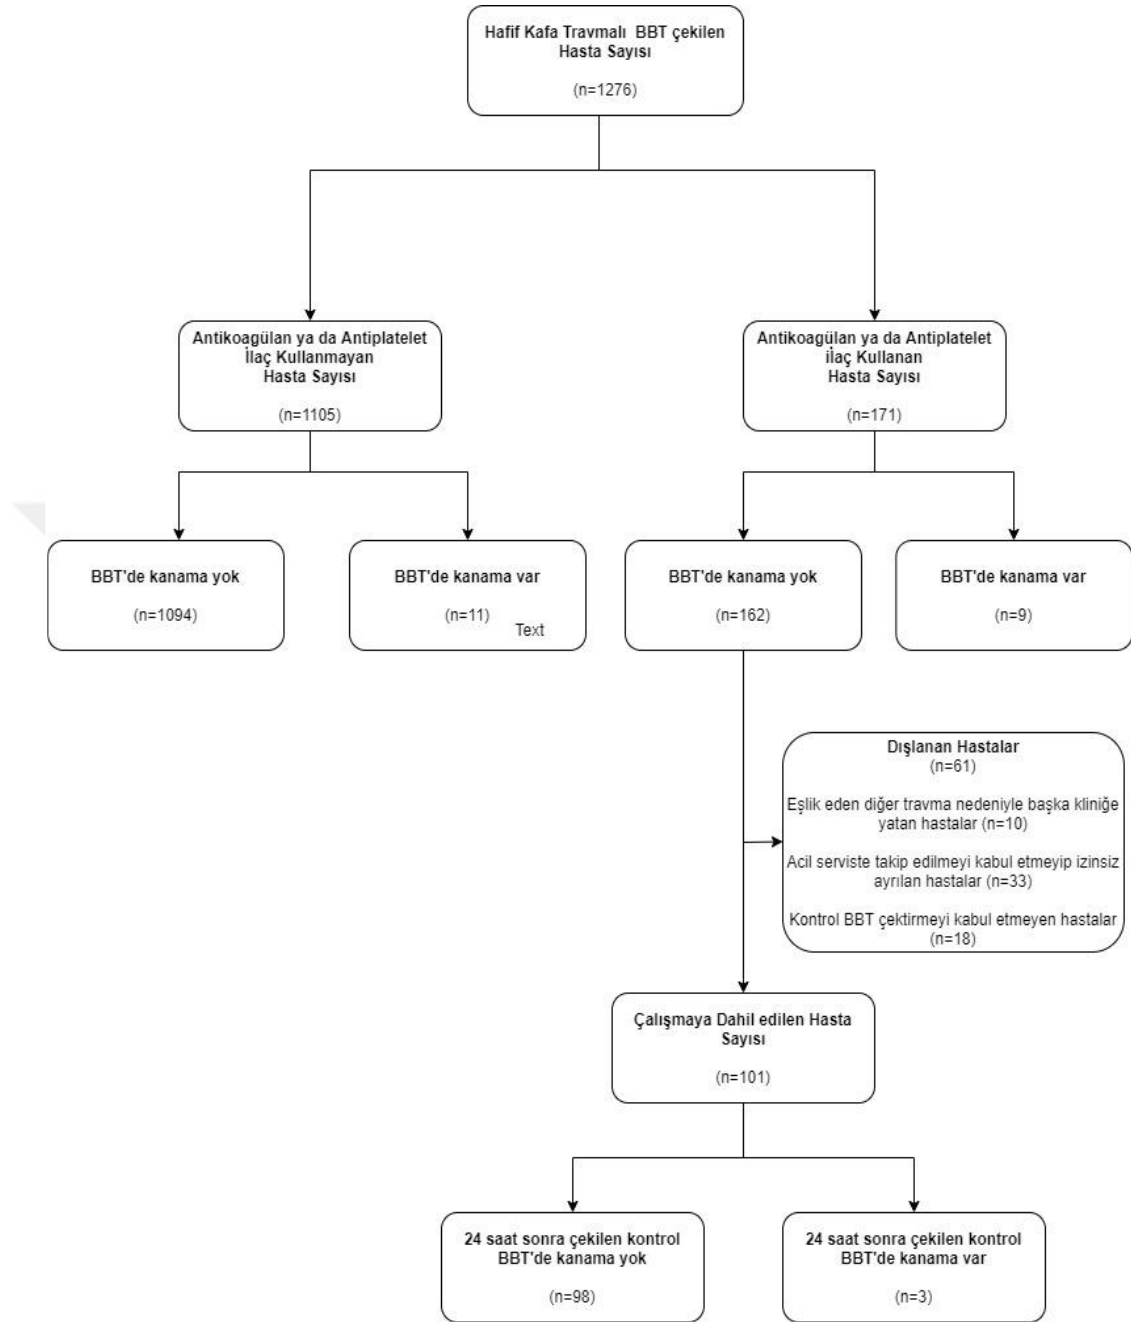 Hafif Kafa Travmalı  BBT çekilen
Hasta Sayısı
(n=1276)
Antikoagülan ya da Antiplatelet
İlaç Kullanmayan
Hasta Sayısı
(n=1105)
Antikoagülan ya da Antiplatelet
ilaç Kullanan
Hasta Sayısı
(n=171)
BBT'de kanama yok
(n=1094)
BBT'de kanama var
(n=11)
Text
BBT'de kanama yok
(n=162)
BBT'de kanama var
(n=9)
Dışlanan Hastalar
(n=61)
Eşlik eden diğer travma nedeniyle başka kliniğe
yatan hastalar (n=10)
Acil serviste takip edilmeyi kabul etmeyip izinsiz
ayrılan hastalar (n=33)
Kontrol BBT çektirmeyi kabul etmeyen hastalar
(n=18)
Çalışmaya Dahil edilen Hasta
Sayısı
(n=101)
24 saat sonra çekilen kontrol
BBT'de kanama yok
(n=98)
24 saat sonra çekilen kontrol
BBT'de kanama var
(n=3)